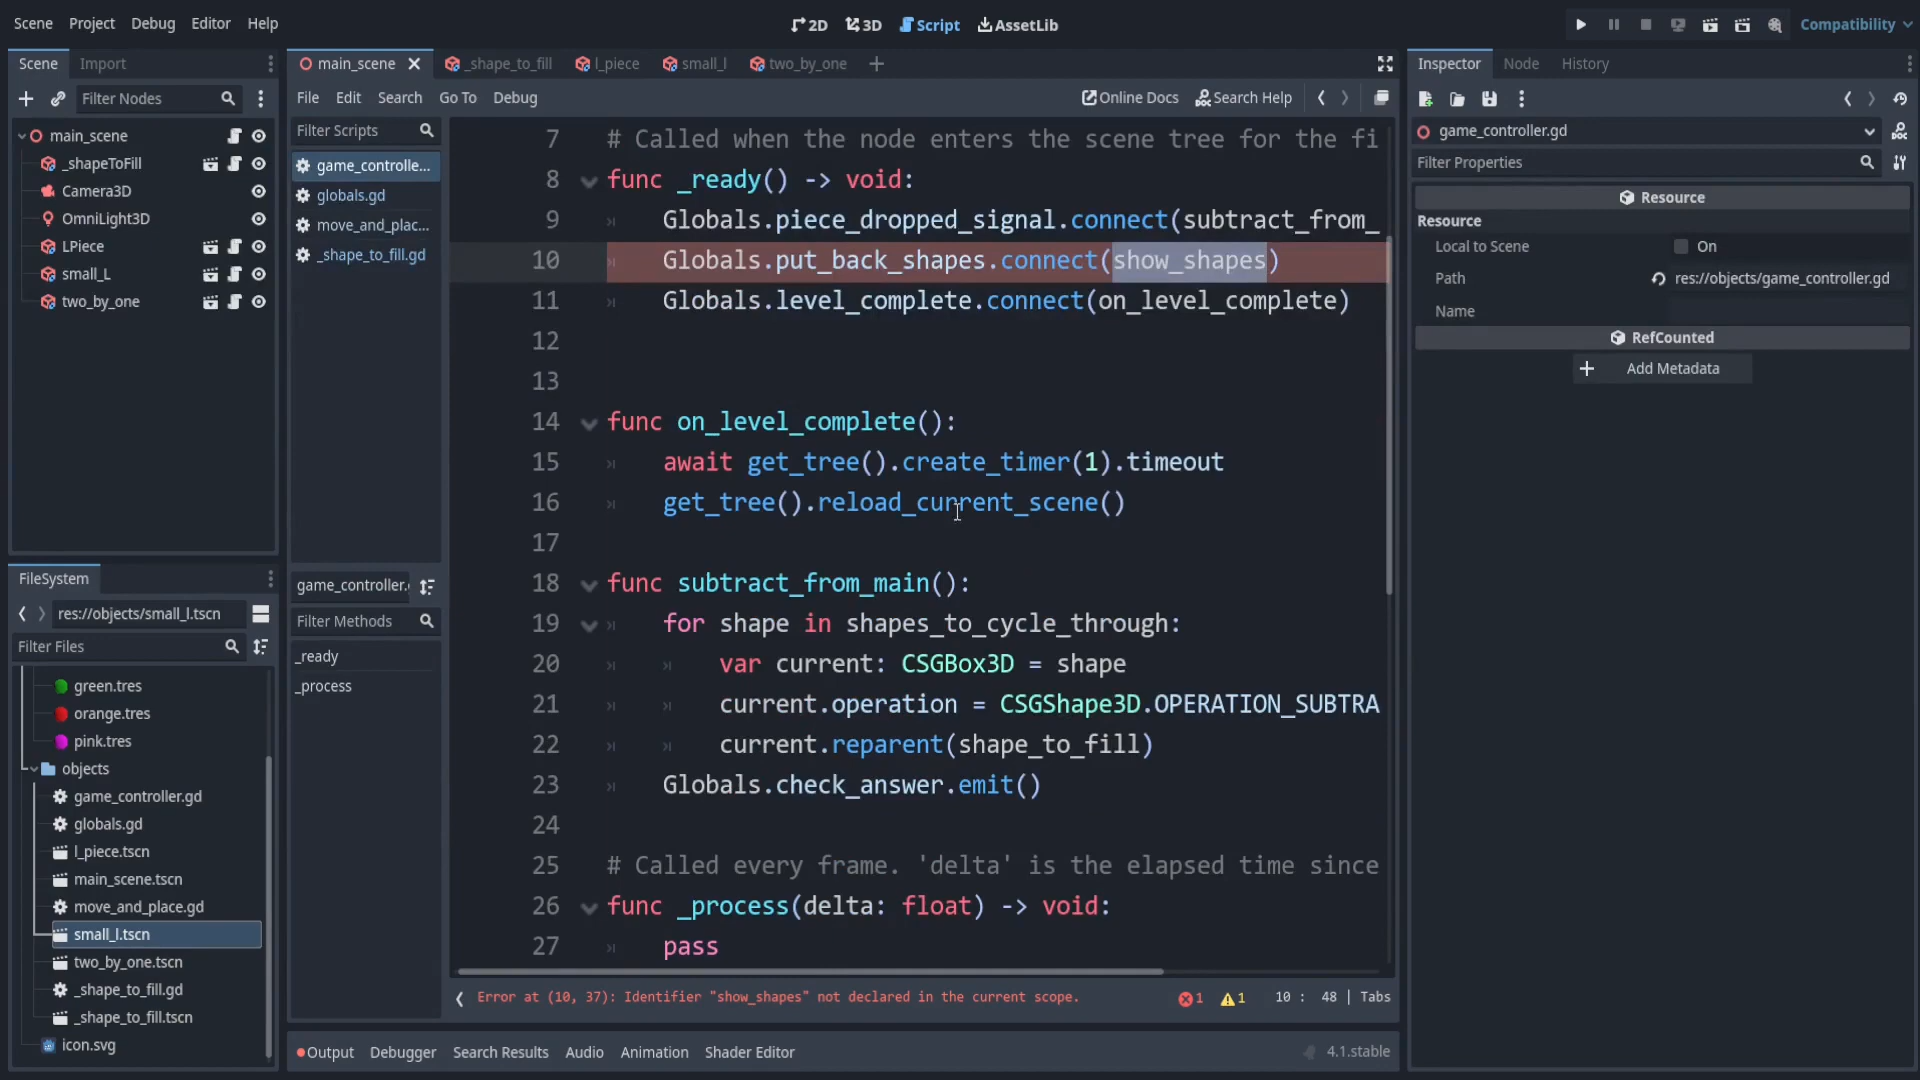 Scene Project Debug Editor Help
2D 3D Script AssetLib
Compatibility
Scene Import
Filter Nodes
main_scene
_shapeToFill
Camera3D
OmniLight3D
LPiece
small_L
two_by_one
FileSystem
res://objects/small_l.tscn
Filter Files
green.tres
orange.tres
pink.tres
objects
game_controller.gd
globals.gd
l_piece.tscn
main_scene.tscn
move_and_place.gd
small_l.tscn
two_by_one.tscn
_shape_to_fill.gd
_shape_to_fill.tscn
icon.svg
main_scene _shape_to_fill l_piece small_l two_by_one
File Edit Search Go To Debug
Online Docs Search Help
Filter Scripts
game_controlle...
globals.gd
move_and_plac...
_shape_to_fill.gd
game_controller.
Filter Methods
_ready
_process
7 # Called when the node enters the scene tree for the fi
8 func _ready() -> void:
9 Globals.piece_dropped_signal.connect(subtract_from_
10 Globals.put_back_shapes.connect(show_shapes)
11 Globals.level_complete.connect(on_level_complete)
12
13
14 func on_level_complete():
15 await get_tree().create_timer(1).timeout
16 get_tree().reload_current_scene()
17
18 func subtract_from_main():
19 for shape in shapes_to_cycle_through:
20 var current: CSGBox3D = shape
21 current.operation = CSGShape3D.OPERATION_SUBTRA
22 current.reparent(shape_to_fill)
23 Globals.check_answer.emit()
24
25 # Called every frame. 'delta' is the elapsed time since
26 func _process(delta: float) -> void:
27 pass
Error at (10, 37): Identifier "show_shapes" not declared in the current scope.
1 1 10 : 48 | Tabs
Output Debugger Search Results Audio Animation Shader Editor
4.1.stable
Inspector Node History
game_controller.gd
Filter Properties
Resource
Resource
Local to Scene On
Path res://objects/game_controller.gd
Name
RefCounted
Add Metadata